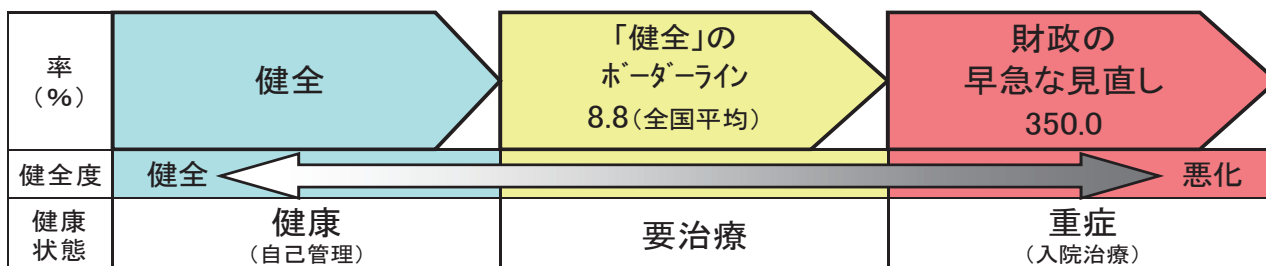 率
（%）
健全
「健全」の
ﾎﾞｰﾀﾞｰﾗｲﾝ
8.8（全国平均）
財政の
早急な見直し
350.0
健全度
健全
悪化
健康
状態
健康
（自己管理）
要治療
重症
（入院治療）